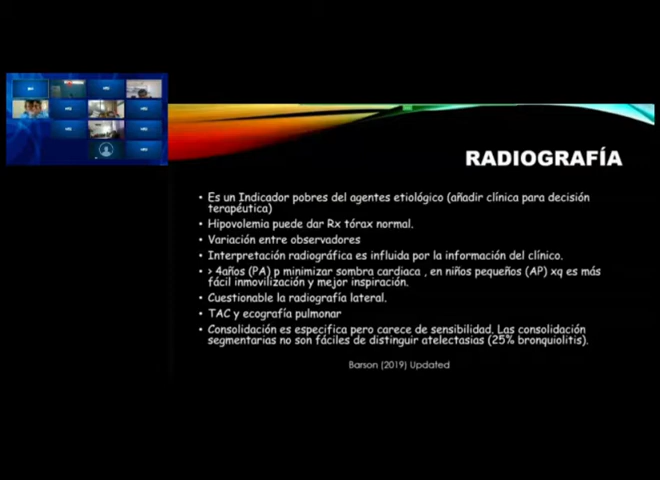 RADIOGRAFÍA
• Es un Indicador pobres del agentes etiológico (añadir clínica para decisión
terapéutica)
• Hipovolemia puede dar Rx tórax normal.
• Variación entre observadores
• Interpretación radiográfica es influida por la información del clínico.
• > 4años (PA) p minimizar sombra cardiaca , en niños pequeños (AP) xq es más
fácil inmovilización y mejor inspiración.
• Cuestionable la radiografía lateral.
• TAC y ecografía pulmonar
• Consolidación es especifica pero carece de sensibilidad. Las consolidación
segmentarias no son fáciles de distinguir atelectasias (25% bronquiolitis).
Barson (2019) Updated